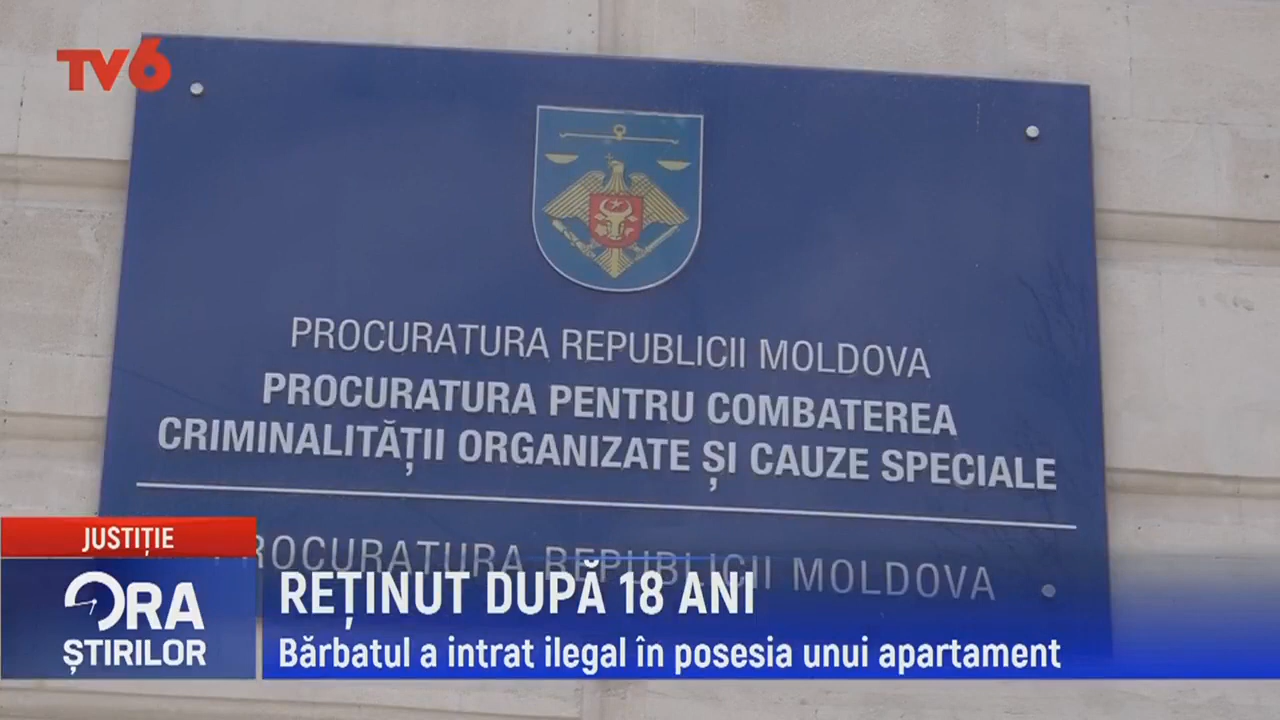 TV6
PROCURATURA REPUBLICII MOLDOVA
PROCURATURA PENTRU COMBATEREA
CRIMINALITĂȚII ORGANIZATE ȘI CAUZE SPECIALE
PROCURATURA REPUBLICII MOLDOVA
JUSTIȚIE
ORA
ȘTIRILOR
REȚINUT DUPĂ 18 ANI
Bărbatul a intrat ilegal în posesia unui apartament